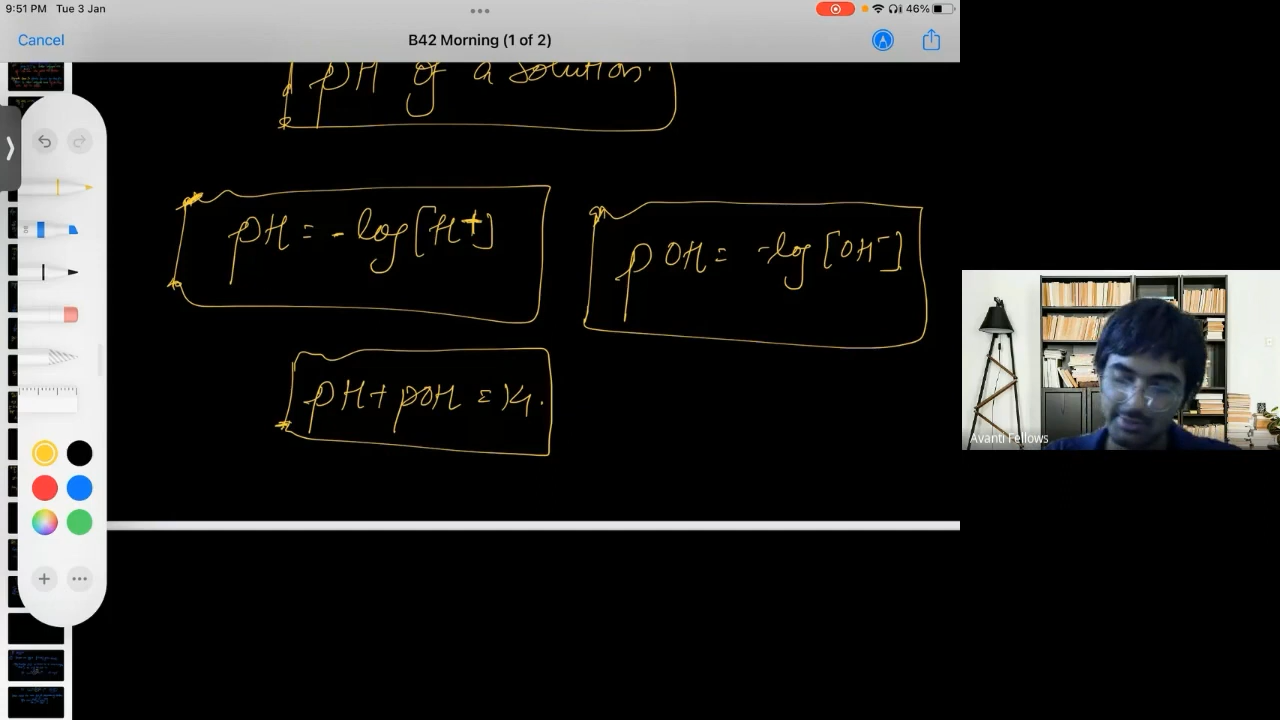 9:51 PM Tue 3 Jan
46%
Cancel
B42 Morning (1 of 2)
pH of a solution.
pH = -log[H+]
pOH = -log[OH-]
pH + pOH = 14.
Avanti Fellows